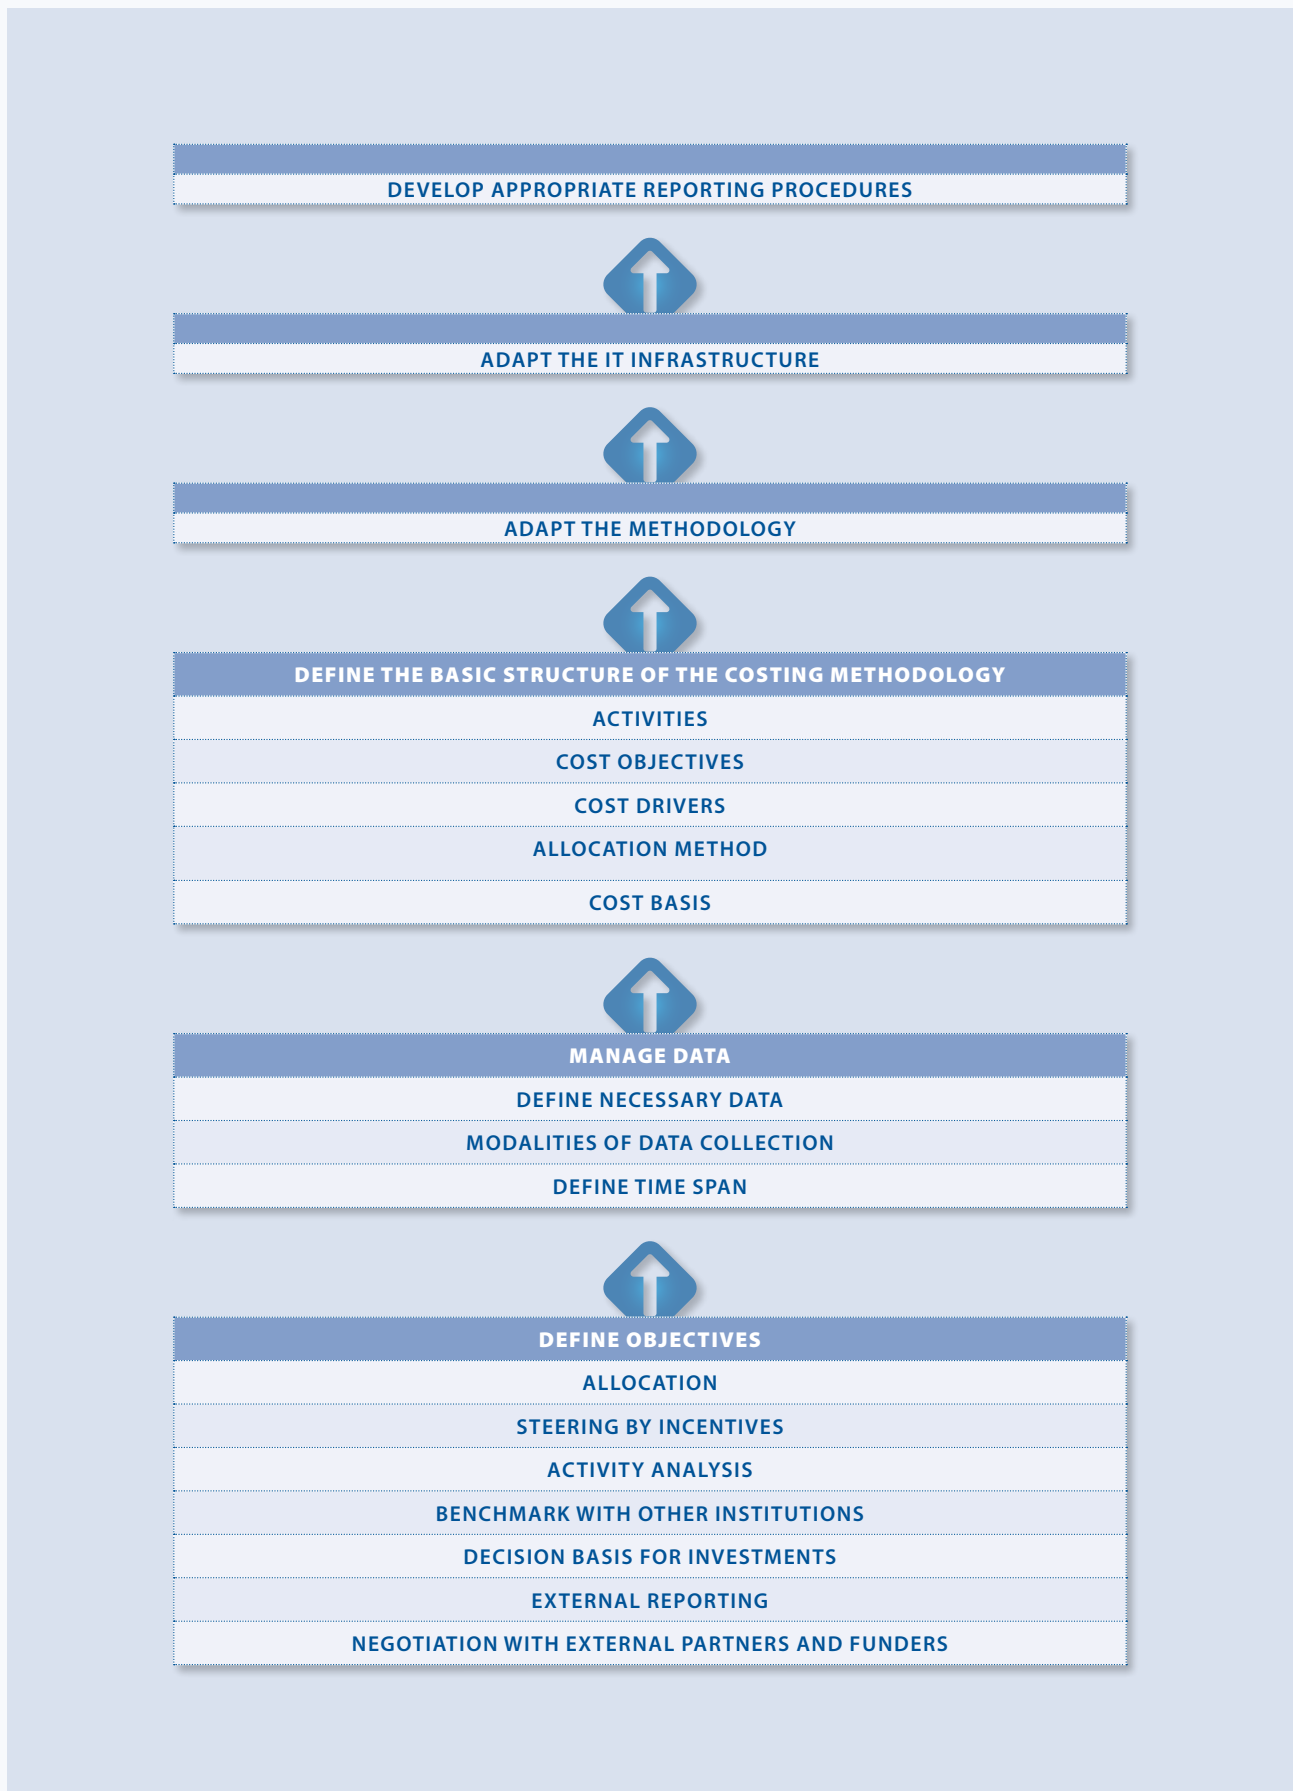 DEVELOP APPROPRIATE REPORTING PROCEDURES
ADAPT THE IT INFRASTRUCTURE
ADAPT THE METHODOLOGY
DEFINE THE BASIC STRUCTURE OF THE COSTING METHODOLOGY
ACTIVITIES
COST OBJECTIVES
COST DRIVERS
ALLOCATION METHOD
COST BASIS
MANAGE DATA
DEFINE NECESSARY DATA
MODALITIES OF DATA COLLECTION
DEFINE TIME SPAN
DEFINE OBJECTIVES
ALLOCATION
STEERING BY INCENTIVES
ACTIVITY ANALYSIS
BENCHMARK WITH OTHER INSTITUTIONS
DECISION BASIS FOR INVESTMENTS
EXTERNAL REPORTING
NEGOTIATION WITH EXTERNAL PARTNERS AND FUNDERS